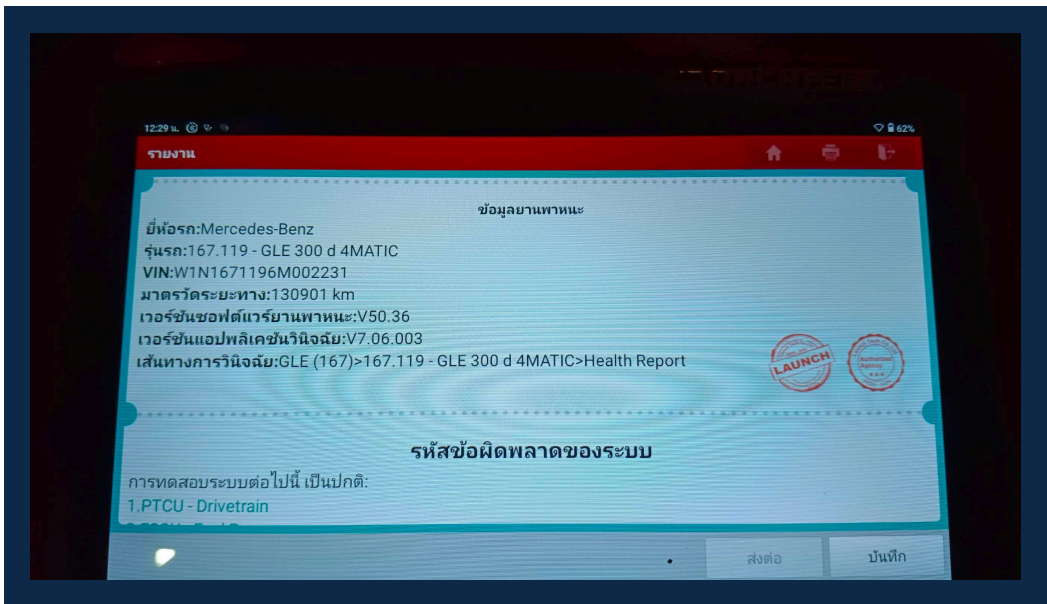 12:29 น.
62%
รายงาน
ข้อมูลยานพาหนะ
ยี่ห้อรถ:Mercedes-Benz
รุ่นรถ:167.119 - GLE 300 d 4MATIC
VIN:W1N1671196M002231
มาตรวัดระยะทาง:130901 km
เวอร์ชันซอฟต์แวร์ยานพาหนะ:V50.36
เวอร์ชันแอปพลิเคชันวินิจฉัย:V7.06.003
เส้นทางการวินิจฉัย:GLE (167)>167.119 - GLE 300 d 4MATIC>Health Report
LAUNCH
Authorized
Agency
รหัสข้อผิดพลาดของระบบ
การทดสอบระบบต่อไปนี้ เป็นปกติ:
1.PTCU - Drivetrain
ส่งต่อ
บันทึก